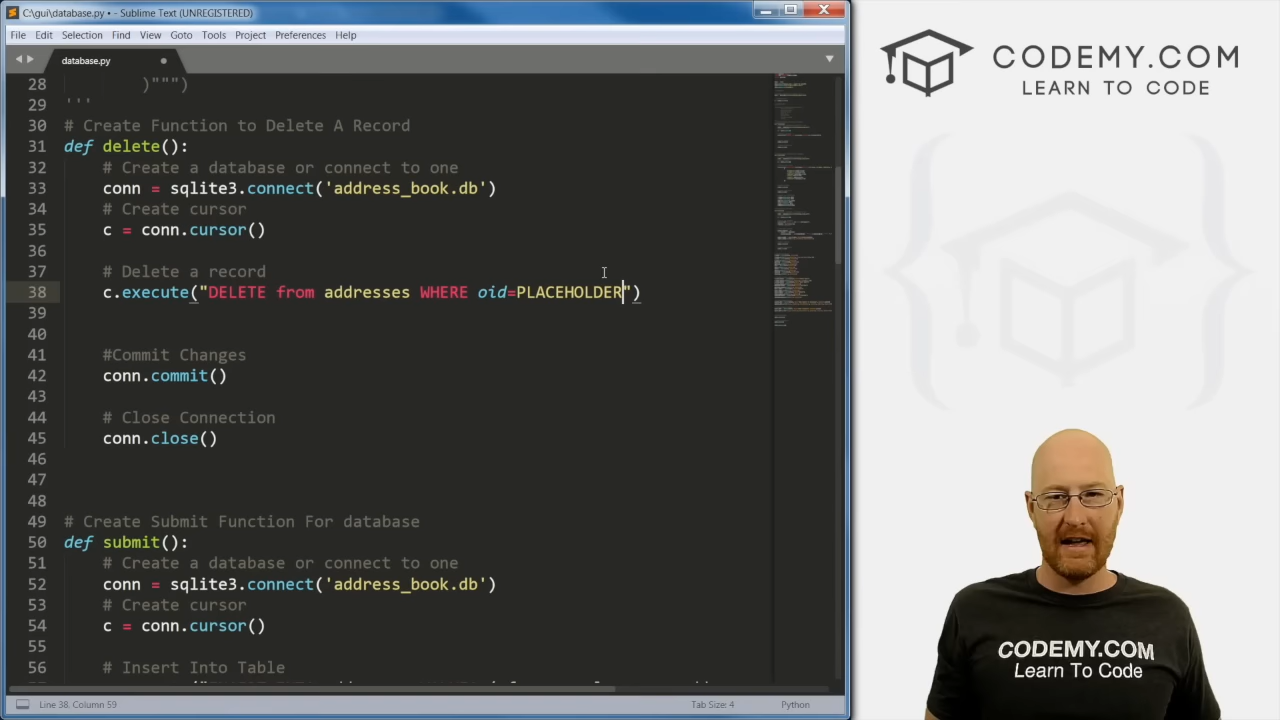 C:\gui\database.py • - Sublime Text (UNREGISTERED)
File Edit Selection Find View Goto Tools Project Preferences Help
database.py
28 )""")
29 '''
30 # Create Function to Delete A Record
31 def delete():
32 # Create a database or connect to one
33 conn = sqlite3.connect('address_book.db')
34 # Create cursor
35 c = conn.cursor()
36
37 # Delete a record
38 c.execute("DELETE from addresses WHERE oid=PLACEHOLDER")
40
41 #Commit Changes
42 conn.commit()
43
44 # Close Connection
45 conn.close()
46
47
48
49 # Create Submit Function For database
50 def submit():
51 # Create a database or connect to one
52 conn = sqlite3.connect('address_book.db')
53 # Create cursor
54 c = conn.cursor()
55
56 # Insert Into Table
Line 38, Column 59
Tab Size: 4
Python
CODEMY.COM
LEARN TO CODE
CODEMY.COM
Learn To Code